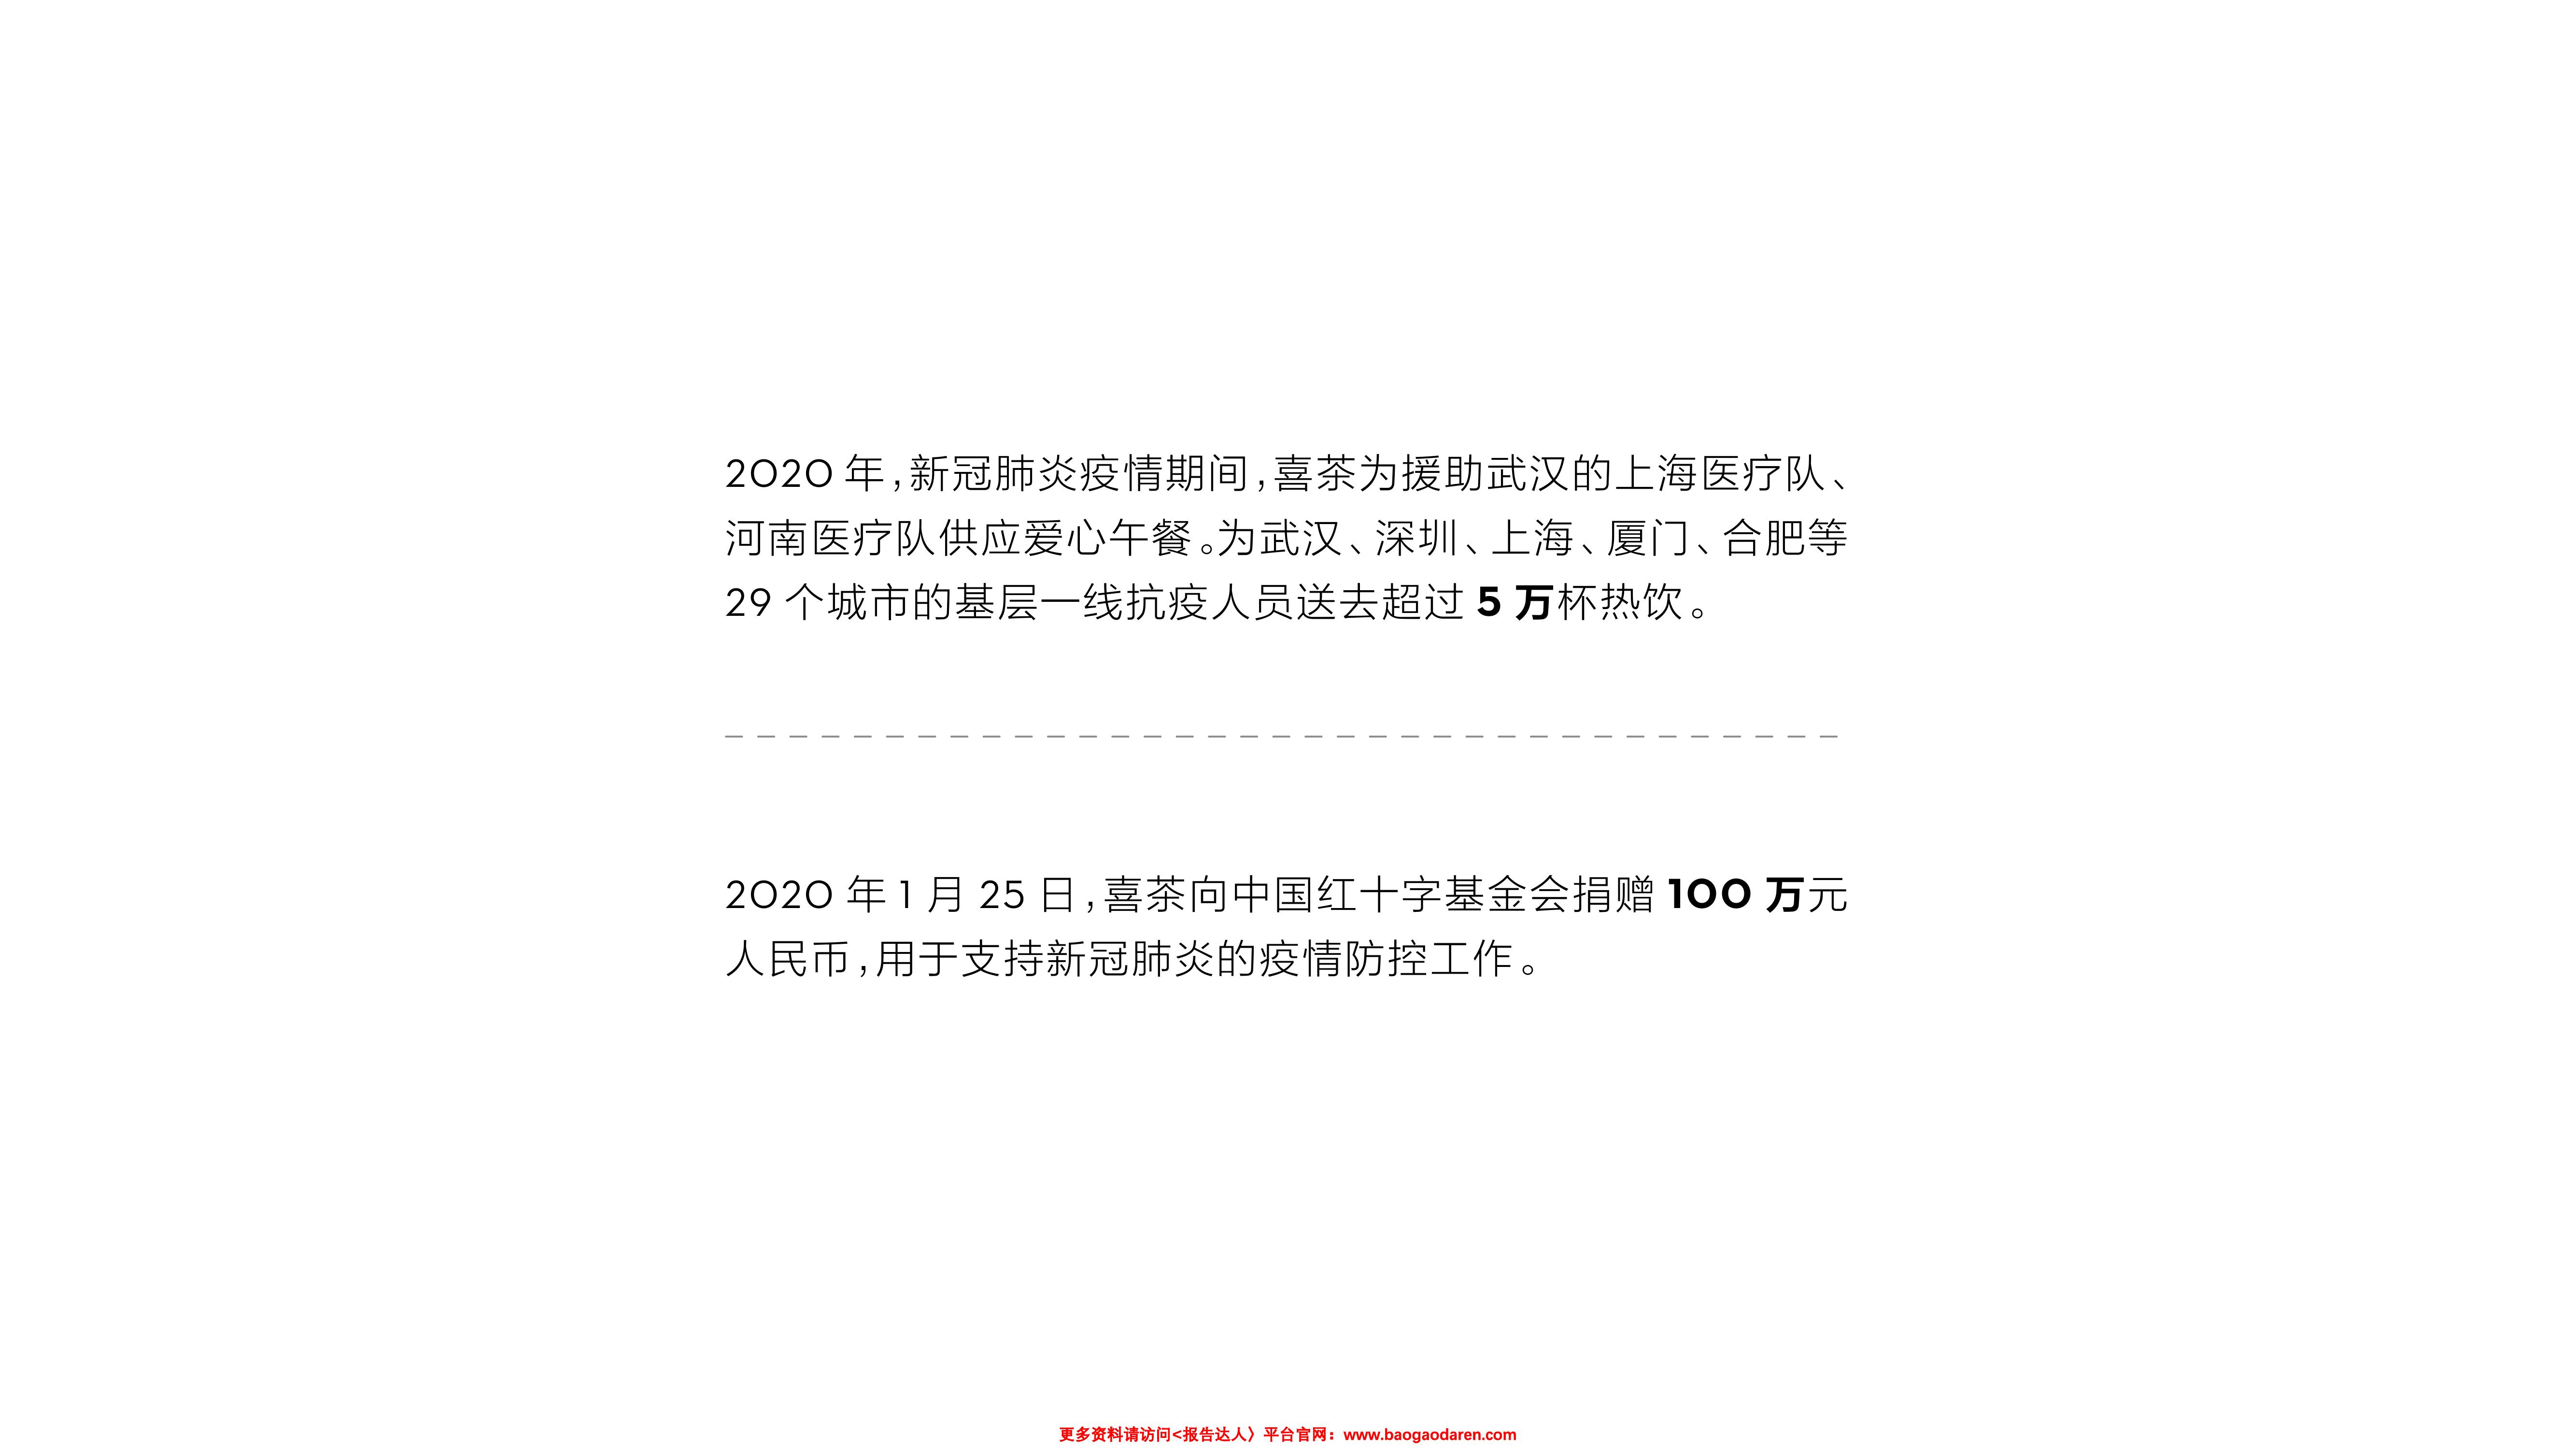 2020 年,新冠肺炎疫情期间,喜茶为援助武汉的上海医疗队、
河南医疗队供应爱心午餐。为武汉、深圳、上海、厦门、合肥等
29 个城市的基层一线抗疫人员送去超过 5 万杯热饮。
2020 年 1 月 25 日,喜茶向中国红十字基金会捐赠 100 万元
人民币,用于支持新冠肺炎的疫情防控工作。
更多资料请访问<报告达人〉平台官网：www.baogaodaren.com